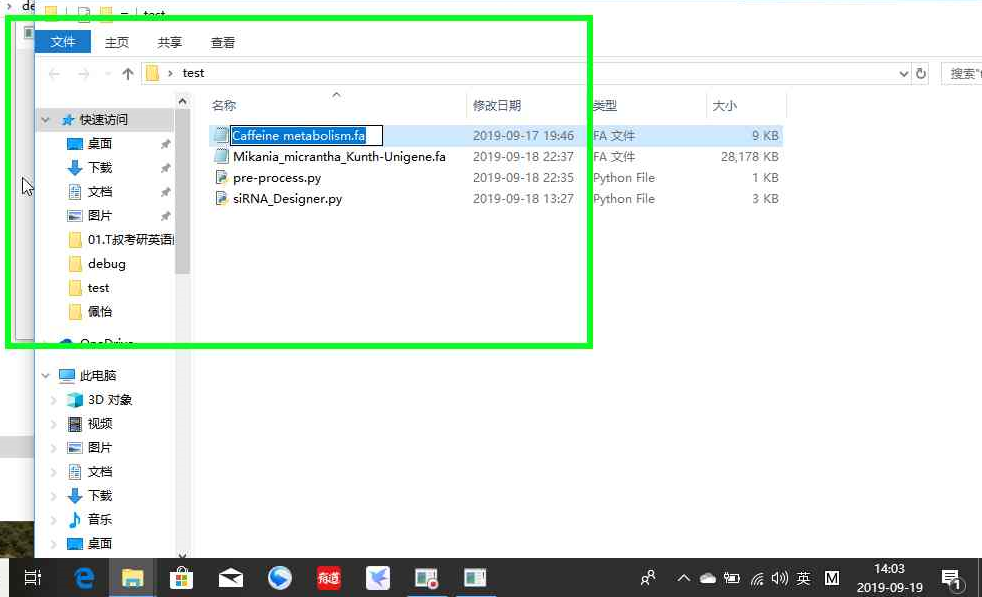 test
文件 主页 共享 查看
test 搜索"t
名称 修改日期 类型 大小
快速访问
桌面
下载
文档
图片
01.T叔考研英语
debug
test
佩怡
OneDrive
此电脑
3D 对象
视频
图片
文档
下载
音乐
桌面
Caffeine metabolism.fa 2019-09-17 19:46 FA 文件 9 KB
Mikania_micrantha_Kunth-Unigene.fa 2019-09-18 22:37 FA 文件 28,178 KB
pre-process.py 2019-09-18 22:35 Python File 1 KB
siRNA_Designer.py 2019-09-18 13:27 Python File 3 KB
有道 英 M 14:03
2019-09-19 1